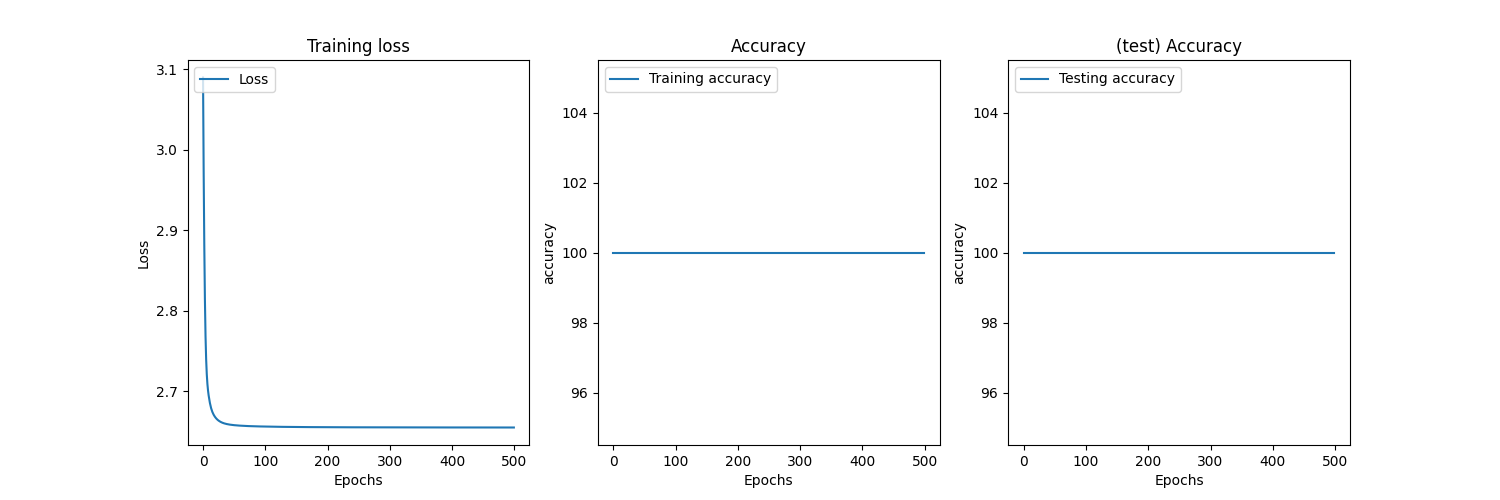 Training loss
Loss
3.1
3.0
2.9
2.8
2.7
Loss
0 100 200 300 400 500
Epochs
Accuracy
Training accuracy
104
102
100
98
96
accuracy
0 100 200 300 400 500
Epochs
(test) Accuracy
Testing accuracy
104
102
100
98
96
accuracy
0 100 200 300 400 500
Epochs